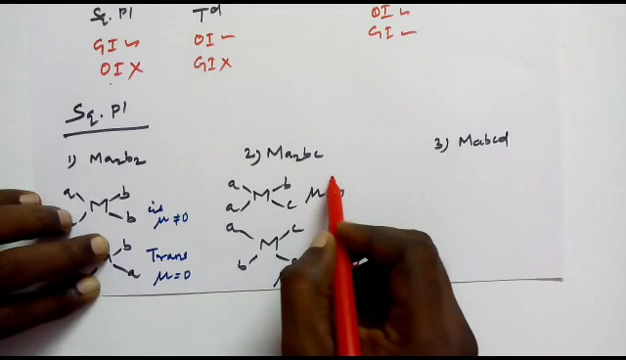 Sq. Pl Td OI ✓
GI ✓ OI ✓ GI ✓
OI X GI X
Sq. Pl
1) Ma2b2 2) Ma2bc 3) Mabcd
a b a b
M M μ
b cis a c
μ≠0
b Trans a c
M
a μ=0 b